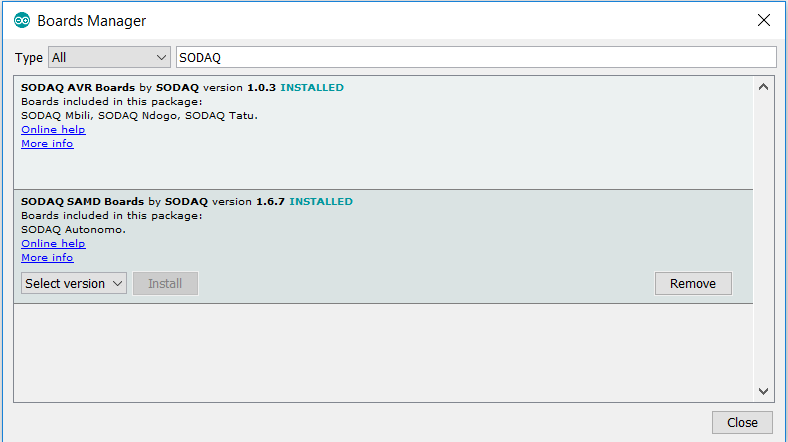 Boards Manager
Type All SODAQ
SODAQ AVR Boards by SODAQ version 1.0.3 INSTALLED
Boards included in this package:
SODAQ Mbili, SODAQ Ndogo, SODAQ Tatu.
Online help
More info
SODAQ SAMD Boards by SODAQ version 1.6.7 INSTALLED
Boards included in this package:
SODAQ Autonomo.
Online help
More info
Select version Install Remove
Close